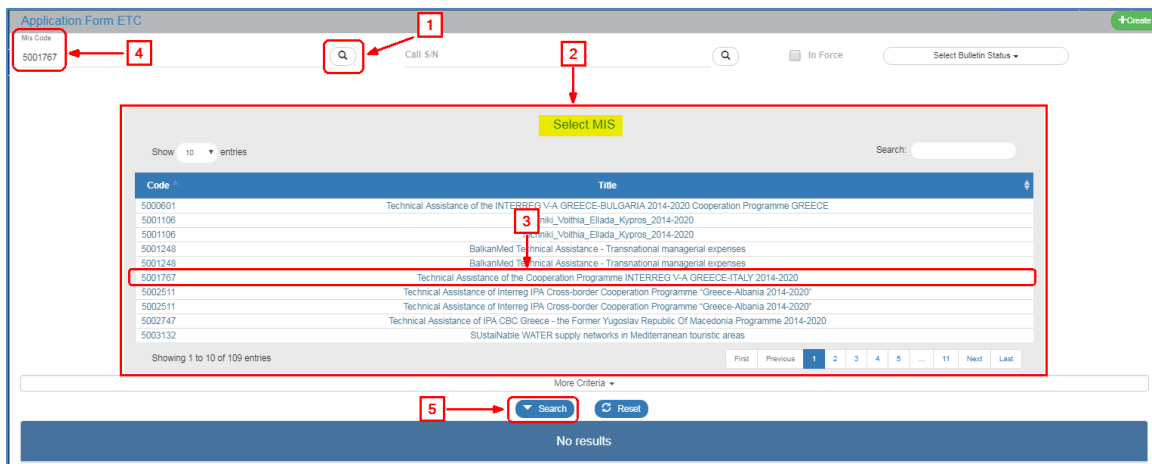 Application Form ETC
+Create
1
Mis Code
5001767
4
Call S/N
2
In Force
Select Bulletin Status
Select MIS
Show 10 entries
Search:
Code
Title
5000601 Technical Assistance of the INTERREG V-A GREECE-BULGARIA 2014-2020 Cooperation Programme GREECE
5001106 Voithia_Ellada_Kypros_2014-2020
3
5001106 Voithia_Ellada_Kypros_2014-2020
5001248 BalkanMed Technical Assistance - Transnational managerial expenses
5001248 BalkanMed Technical Assistance - Transnational managerial expenses
5001767 Technical Assistance of the Cooperation Programme INTERREG V-A GREECE-ITALY 2014-2020
5002511 Technical Assistance of Interreg IPA Cross-border Cooperation Programme "Greece-Albania 2014-2020"
5002511 Technical Assistance of Interreg IPA Cross-border Cooperation Programme "Greece-Albania 2014-2020"
5002747 Technical Assistance of IPA CBC Greece - the Former Yugoslav Republic Of Macedonia Programme 2014-2020
5003132 SUstaiNable WATER supply networks in Mediterranean touristic areas
Showing 1 to 10 of 109 entries
First Previous 1 2 3 4 5 ... 11 Next Last
More Criteria
5
Search
Reset
No results